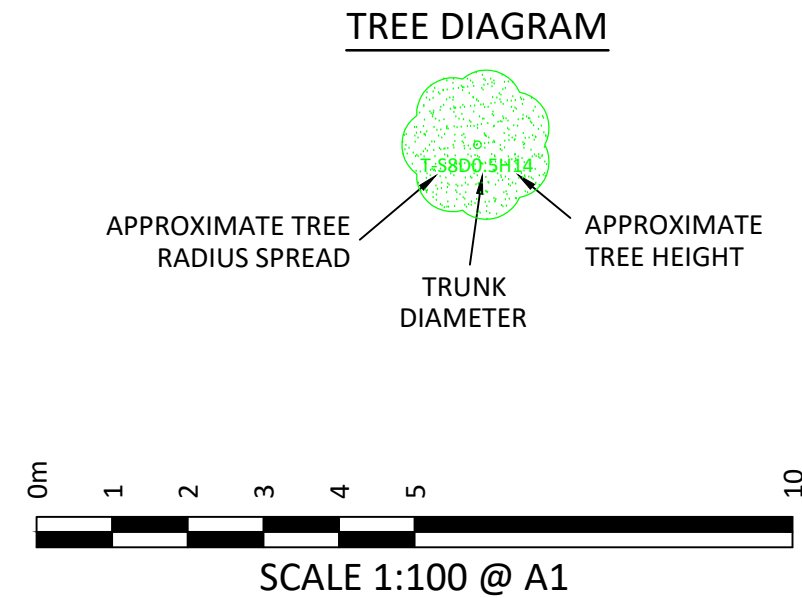 TREE DIAGRAM
T-S8D0.5H14
APPROXIMATE TREE
RADIUS SPREAD
TRUNK
DIAMETER
APPROXIMATE
TREE HEIGHT
0m 1 2 3 4 5 10
SCALE 1:100 @ A1